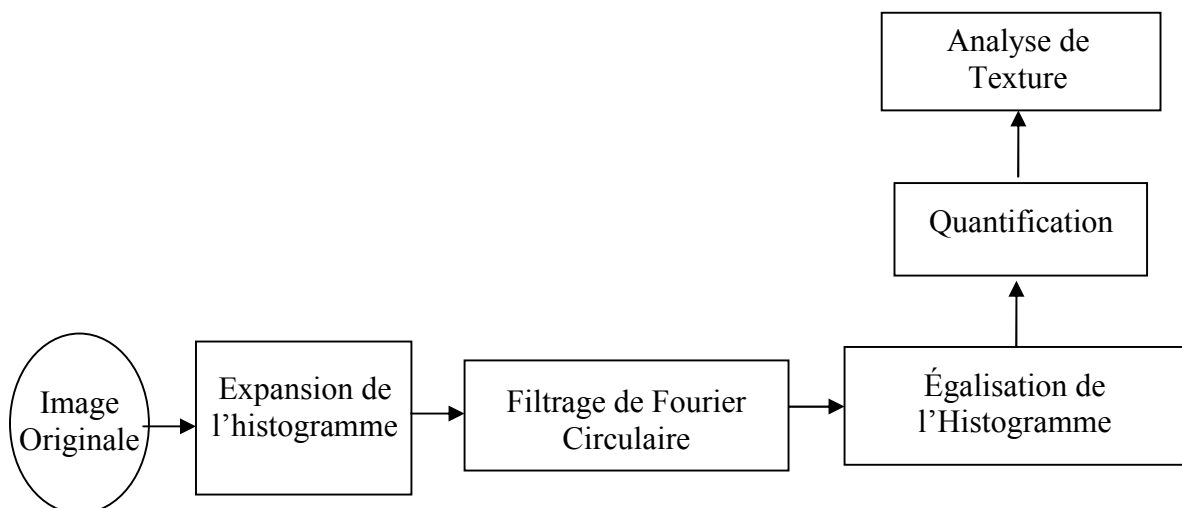 Analyse de
Texture
Quantification
Image
Originale
Expansion de
l’histogramme
Filtrage de Fourier
Circulaire
Égalisation de
l’Histogramme